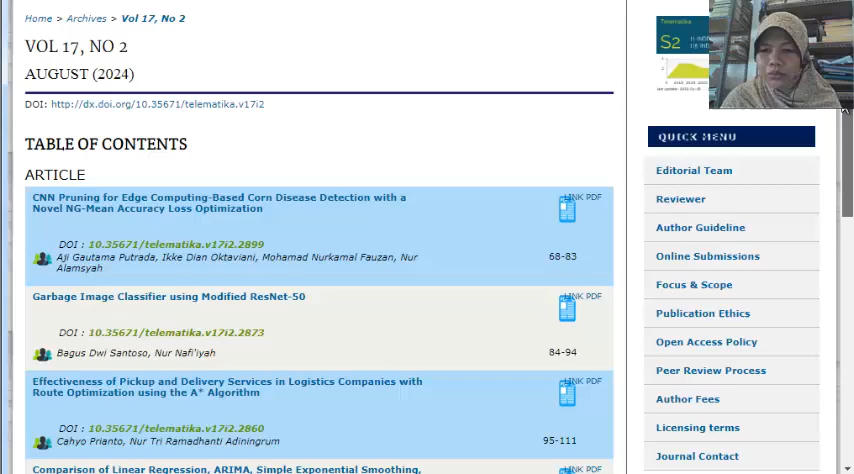 Home > Archives > Vol 17, No 2
VOL 17, NO 2
AUGUST (2024)
DOI: http://dx.doi.org/10.35671/telematika.v17i2
TABLE OF CONTENTS
ARTICLE
CNN Pruning for Edge Computing-Based Corn Disease Detection with a
Novel NG-Mean Accuracy Loss Optimization
LINK PDF
DOI : 10.35671/telematika.v17i2.2899
Aji Gautama Putrada, Ikke Dian Oktaviani, Mohamad Nurkamal Fauzan, Nur
Alamsyah
68-83
Garbage Image Classifier using Modified ResNet-50
LINK PDF
DOI : 10.35671/telematika.v17i2.2873
Bagus Dwi Santoso, Nur Nafi'iyah
84-94
Effectiveness of Pickup and Delivery Services in Logistics Companies with
Route Optimization using the A* Algorithm
LINK PDF
DOI : 10.35671/telematika.v17i2.2860
Cahyo Prianto, Nur Tri Ramadhanti Adiningrum
95-111
Comparison of Linear Regression, ARIMA, Simple Exponential Smoothing,
LINK PDF
Telematika
S2
QUICK MENU
Editorial Team
Reviewer
Author Guideline
Online Submissions
Focus & Scope
Publication Ethics
Open Access Policy
Peer Review Process
Author Fees
Licensing terms
Journal Contact